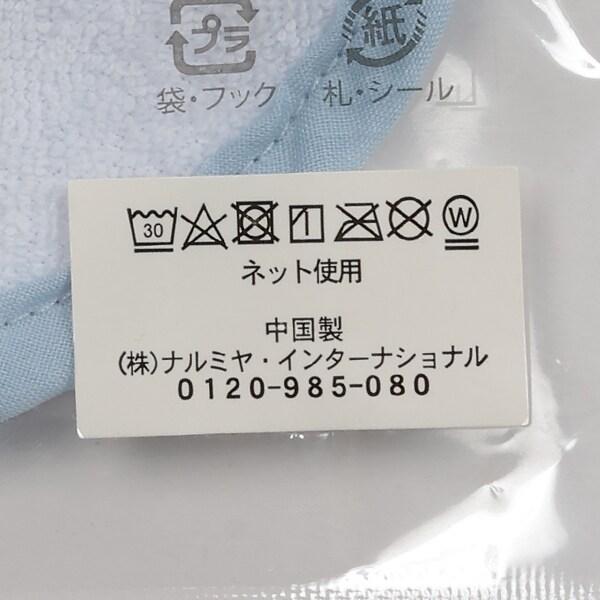 プラ
紙
袋・フック
札・シール
30
1
W
ネット使用
中国製
(株)ナルミヤ・インターナショナル
0120-985-080